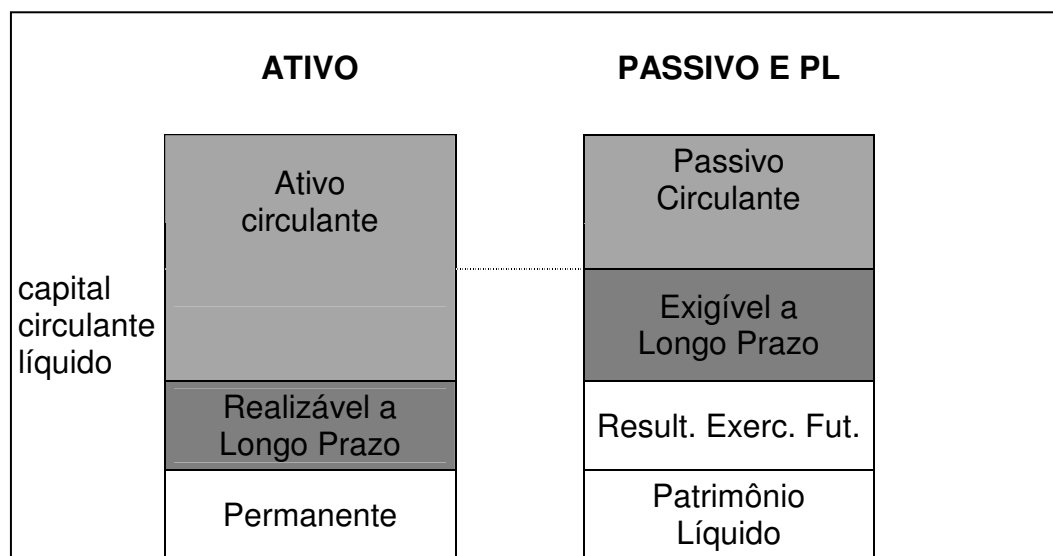 ATIVO
PASSIVO E PL
Ativo
circulante
Passivo
Circulante
capital
circulante
líquido
Exigível a
Longo Prazo
Realizável a
Longo Prazo
Result. Exerc. Fut.
Permanente
Patrimônio
Líquido